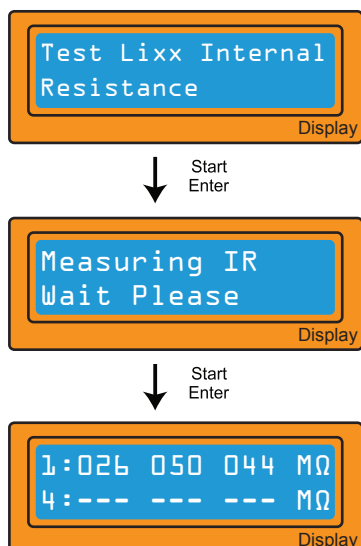 Test Lixx Internal
Resistance
Display
Start
Enter
Measuring IR
Wait Please
Display
Start
Enter
1:026 050 044 MΩ
4:--- --- --- MΩ
Display